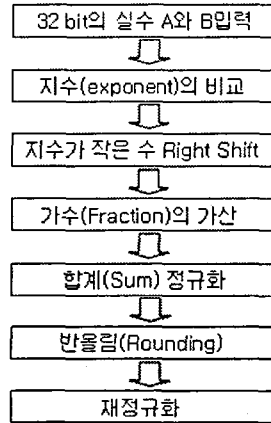 32 bit의 실수 A와 B입력
지수(exponent)의 비교
지수가 작은 수 Right Shift
가수(Fraction)의 가산
합계(Sum) 정규화
반올림(Rounding)
재정규화